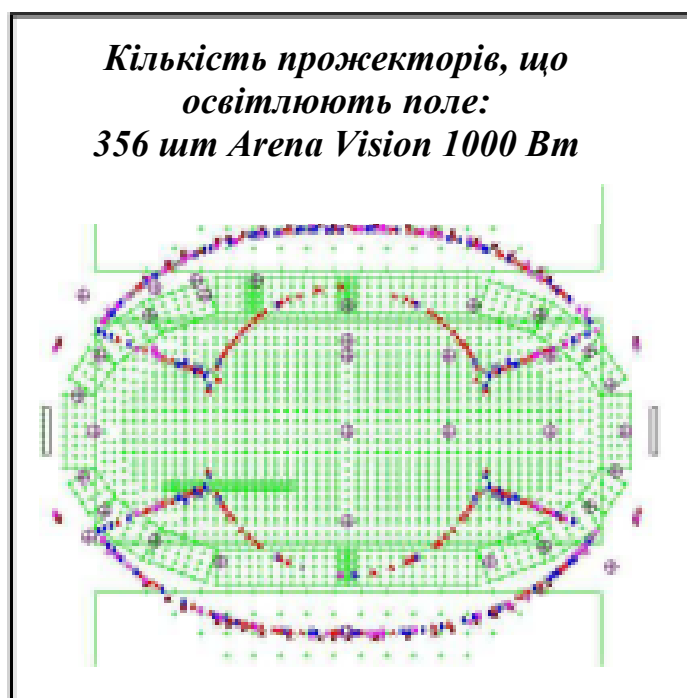 Кількість прожекторів, що
освітлюють поле:
356 шт Arena Vision 1000 Вт